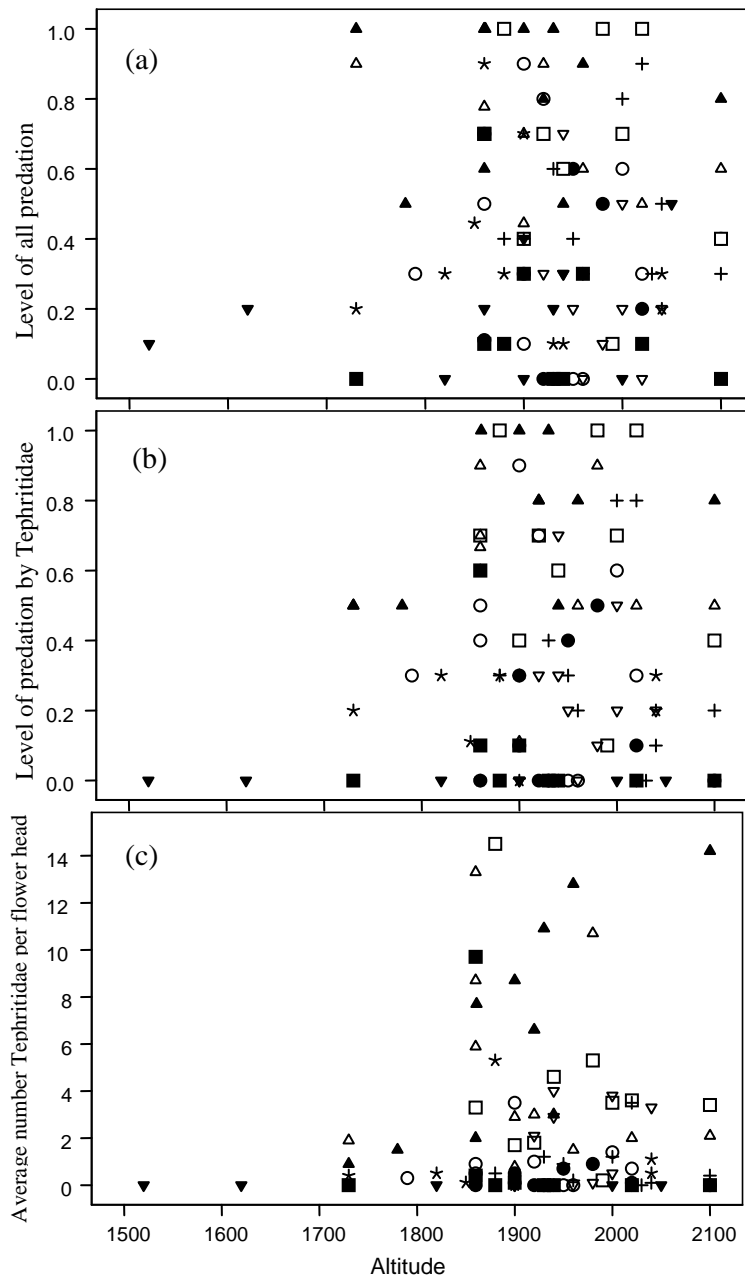 (a)
Level of all predation
1.0
0.8
0.6
0.4
0.2
0.0
(b)
Level of predation by Tephritidae
1.0
0.8
0.6
0.4
0.2
0.0
(c)
Average number Tephritidae per flower head
14
12
10
8
6
4
2
0
1500 1600 1700 1800 1900 2000 2100
Altitude